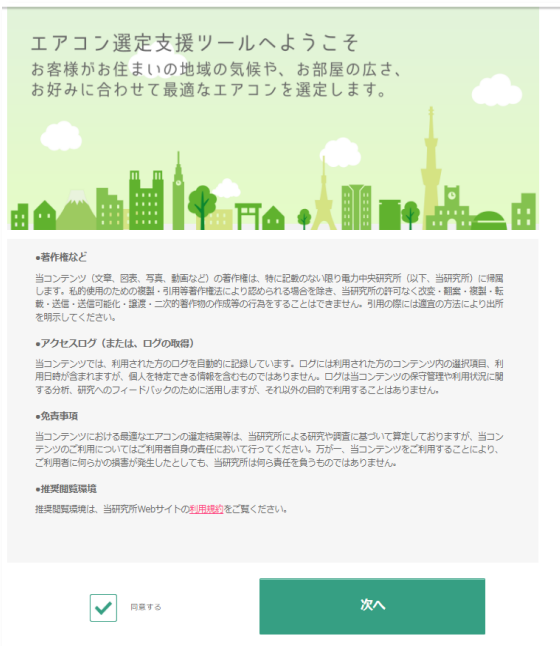 エアコン選定支援ツールへようこそ
お客様がお住まいの地域の気候や、お部屋の広さ、
お好みに合わせて最適なエアコンを選定します。
●著作権など
当コンテンツ（文章、図表、写真、動画など）の著作権は、特に記載のない限り電力中央研究所（以下、当研究所）に帰属
します。私的使用のための複製・引用等著作権法により認められる場合を除き、当研究所の許可なく改変・翻案・複製・転
載・送信・送信可能化・譲渡・二次的著作物の作成等の行為をすることはできません。引用の際には適宜の方法により出所
を明示してください。
●アクセスログ（または、ログの取得）
当コンテンツでは、利用された方のログを自動的に記録しています。ログには利用された方のコンテンツ内の選択項目、利
用日時が含まれますが、個人を特定できる情報を含むものではありません。ログは当コンテンツの保守管理や利用状況に関
する分析、研究へのフィードバックのために活用しますが、それ以外の目的で利用することはありません。
●免責事項
当コンテンツにおける最適なエアコンの選定結果等は、当研究所による研究や調査に基づいて算定しておりますが、当コン
テンツのご利用についてはご利用者自身の責任において行ってください。万が一、当コンテンツをご利用することにより、
ご利用者に何らかの損害が発生したとしても、当研究所は何ら責任を負うものではありません。
●推奨閲覧環境
推奨閲覧環境は、当研究所Webサイトの利用規約をご覧ください。
同意する
次へ